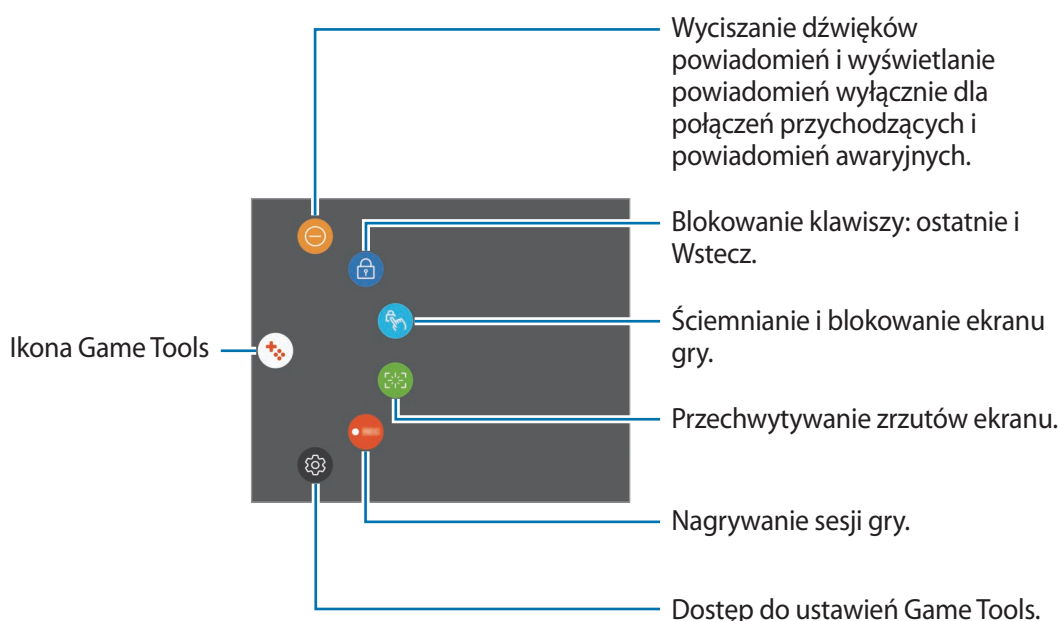 Wyciszanie dźwięków
powiadomień i wyświetlanie
powiadomień wyłącznie dla
połączeń przychodzących i
powiadomień awaryjnych.
Blokowanie klawiszy: ostatnie i
Wstecz.
Ściemnianie i blokowanie ekranu
gry.
Ikona Game Tools
Przechwytywanie zrzutów ekranu.
Nagrywanie sesji gry.
Dostęp do ustawień Game Tools.